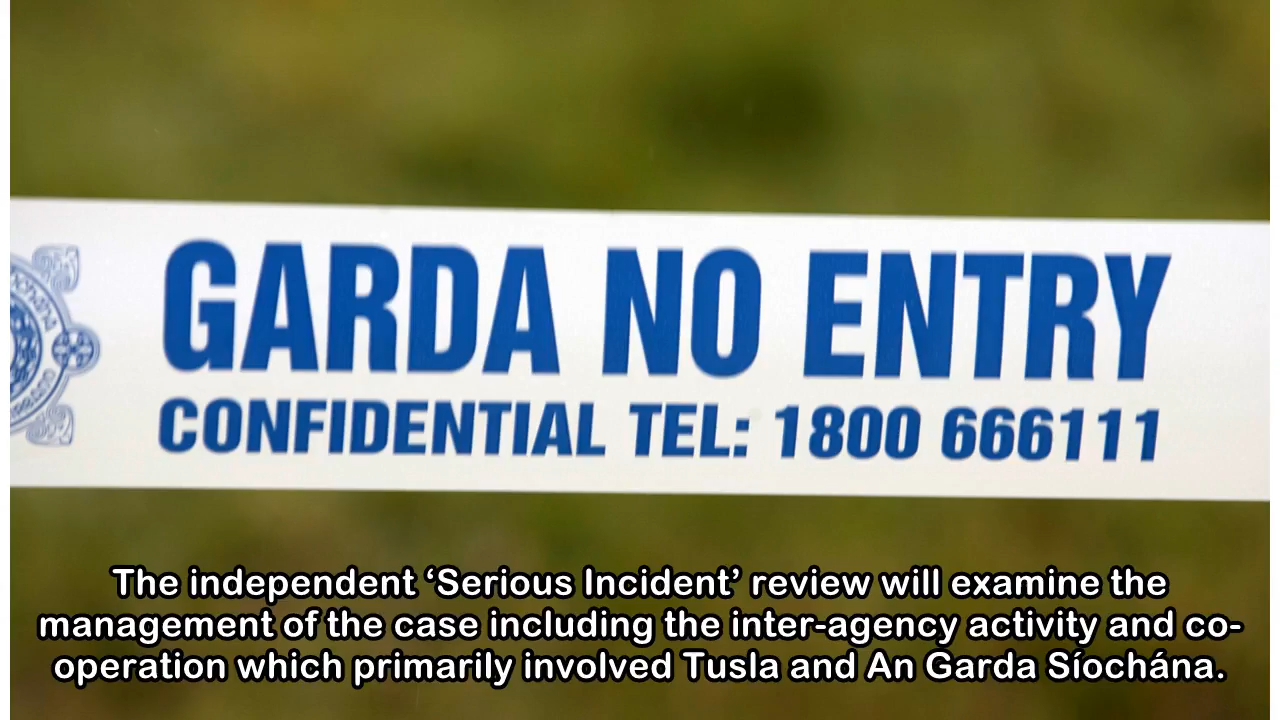 GARDA NO ENTRY
CONFIDENTIAL TEL: 1800 666111
The independent ‘Serious Incident’ review will examine the
management of the case including the inter-agency activity and co-
operation which primarily involved Tusla and An Garda Síochána.